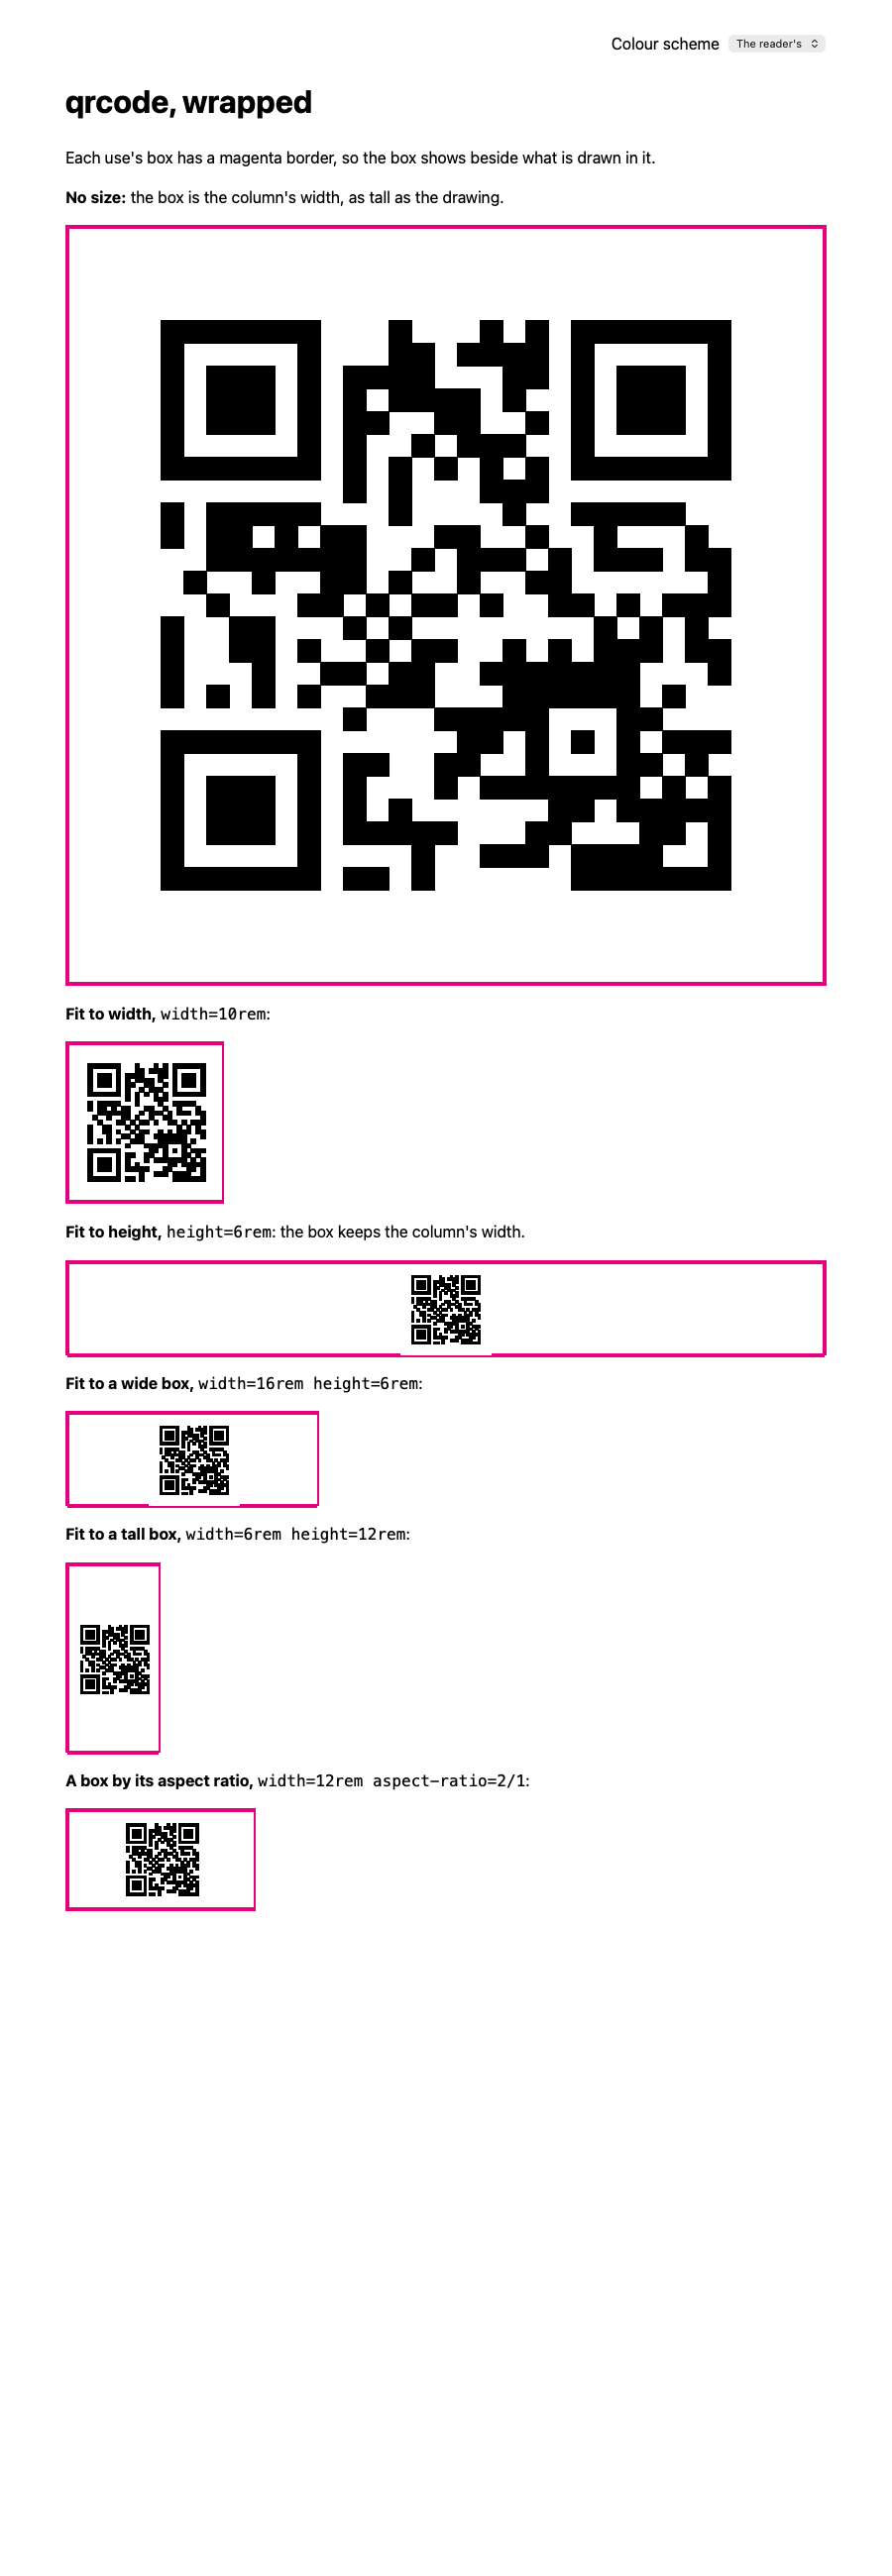 Colour scheme The reader's
qrcode, wrapped
Each use's box has a magenta border, so the box shows beside what is drawn in it.
No size: the box is the column's width, as tall as the drawing.
Fit to width, width=10rem:
Fit to height, height=6rem: the box keeps the column's width.
Fit to a wide box, width=16rem height=6rem:
Fit to a tall box, width=6rem height=12rem:
A box by its aspect ratio, width=12rem aspect-ratio=2/1: